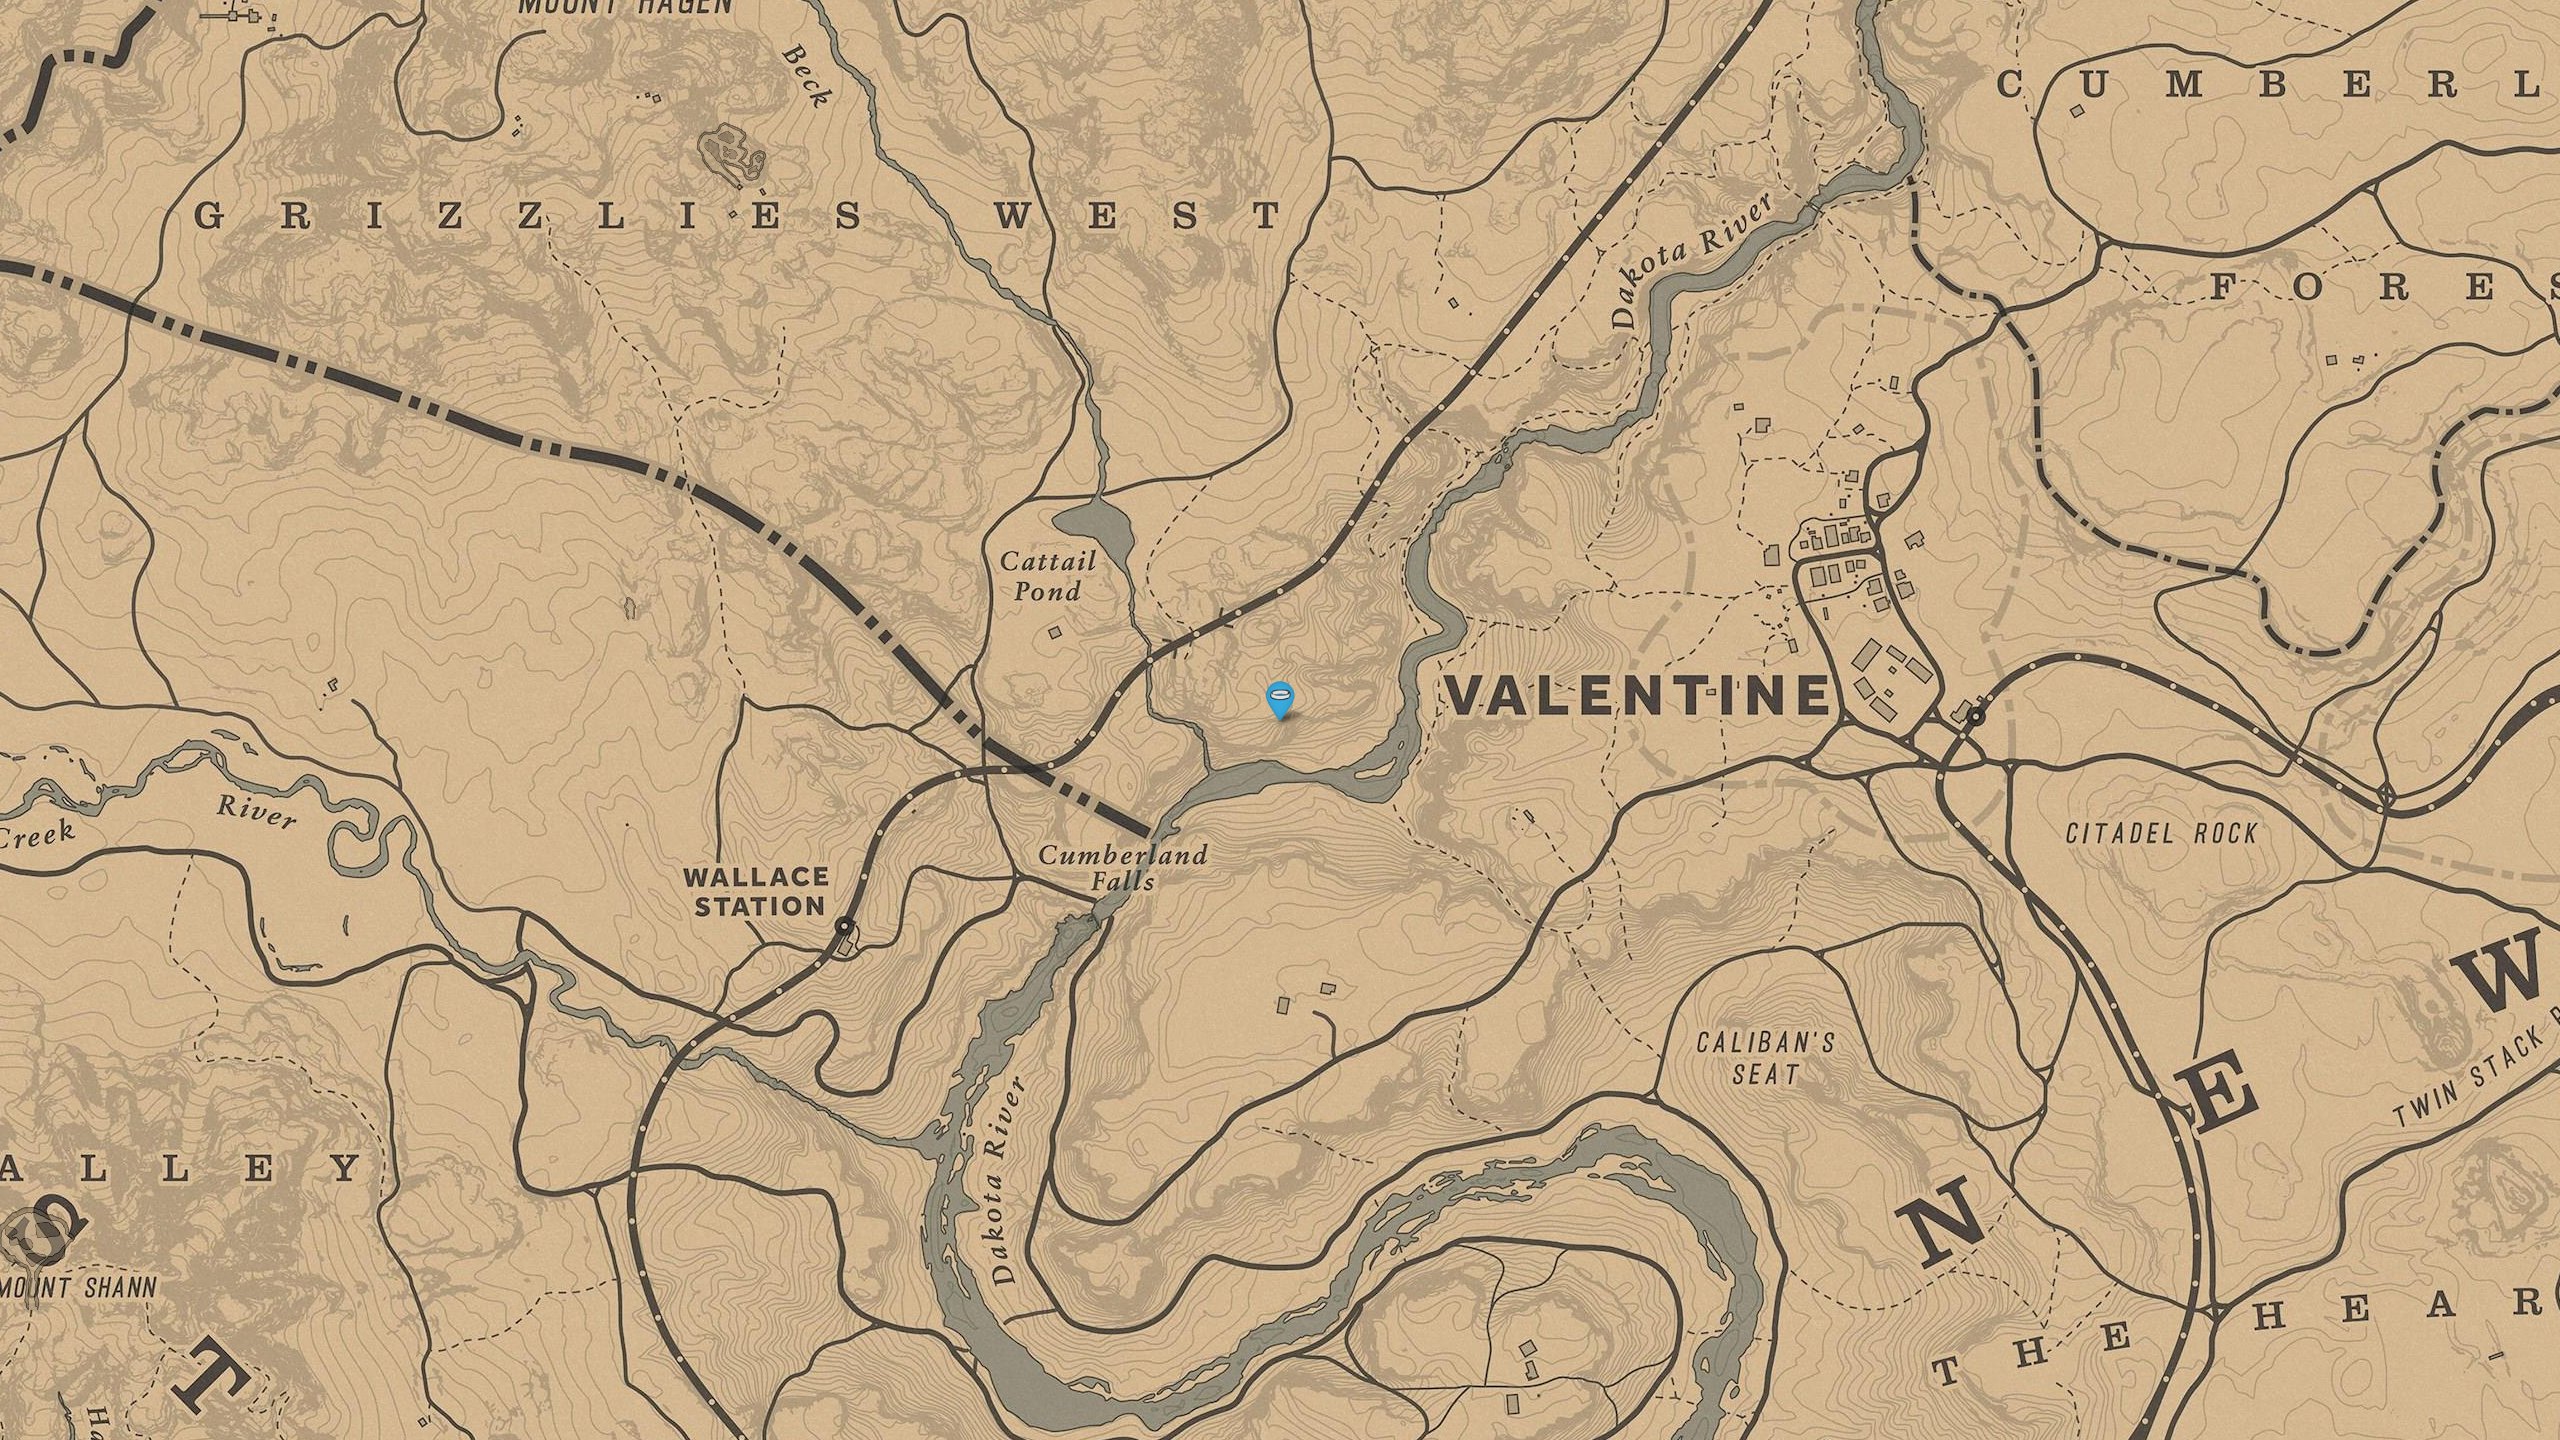 MOUNT HAGEN
Beck
CUMBERL
GRIZZLIES WEST
Dakota River
FORES
Cattail
Pond
VALENTINE
Creek
River
CITADEL ROCK
Cumberland
Falls
WALLACE
STATION
W
CALIBAN'S
SEAT
TWIN STACK P
E
Dakota River
ALLEY
N
MOUNT SHANN
THE HEAR
T
Ha